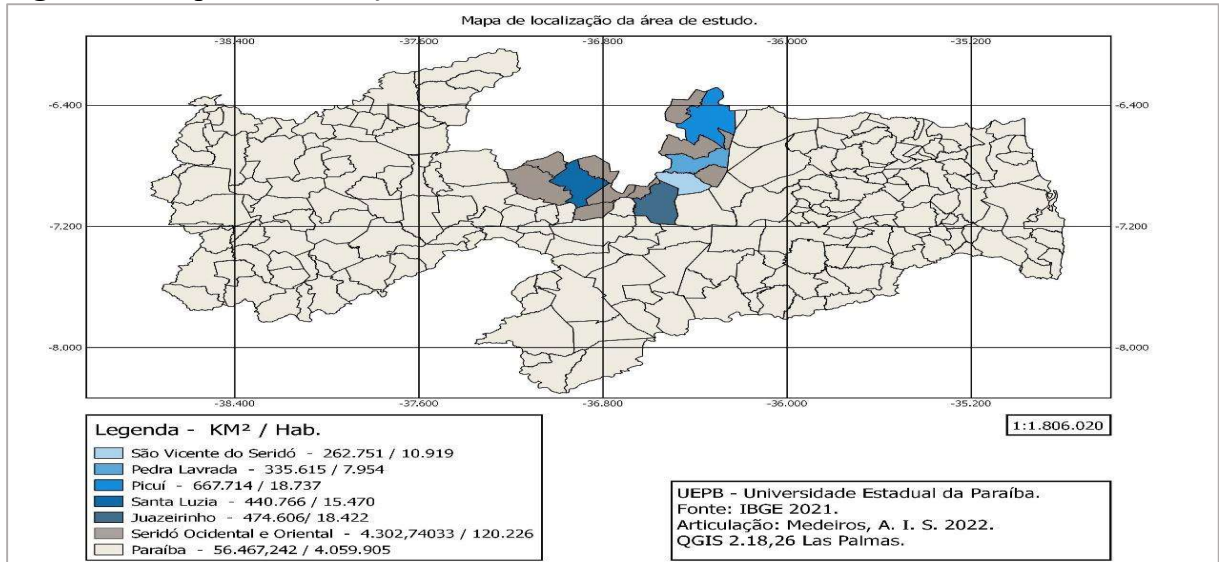 Mapa de localização da área de estudo.
-38.400 -37.600 -36.800 -36.000 -35.200
-6.400 -6.400
-7.200 -7.200
-8.000 -8.000
-38.400 -37.600 -36.800 -36.000 -35.200
1:1.806.020
Legenda - KM² / Hab.
São Vicente do Seridó - 262.751 / 10.919
Pedra Lavrada - 335.615 / 7.954
Picuí - 667.714 / 18.737
Santa Luzia - 440.766 / 15.470
Juazeirinho - 474.606/ 18.422
Seridó Ocidental e Oriental - 4.302,74033 / 120.226
Paraíba - 56.467,242 / 4.059.905
UEPB - Universidade Estadual da Paraíba.
Fonte: IBGE 2021.
Articulação: Medeiros, A. I. S. 2022.
QGIS 2.18,26 Las Palmas.